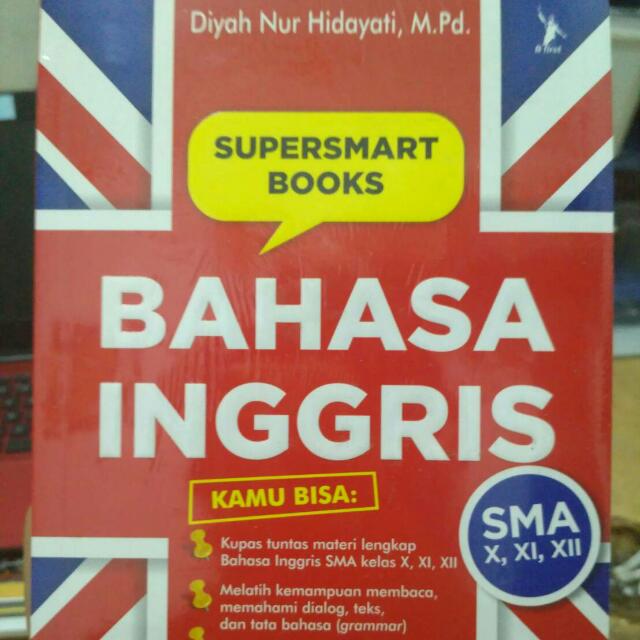 Diyah Nur Hidayati, M.Pd.
B first
SUPERSMART
BOOKS
BAHASA
INGGRIS
KAMU BISA:
SMA
X, XI, XII
Kupas tuntas materi lengkap
Bahasa Inggris SMA kelas X, XI, XII
Melatih kemampuan membaca,
memahami dialog, teks,
dan tata bahasa (grammar)